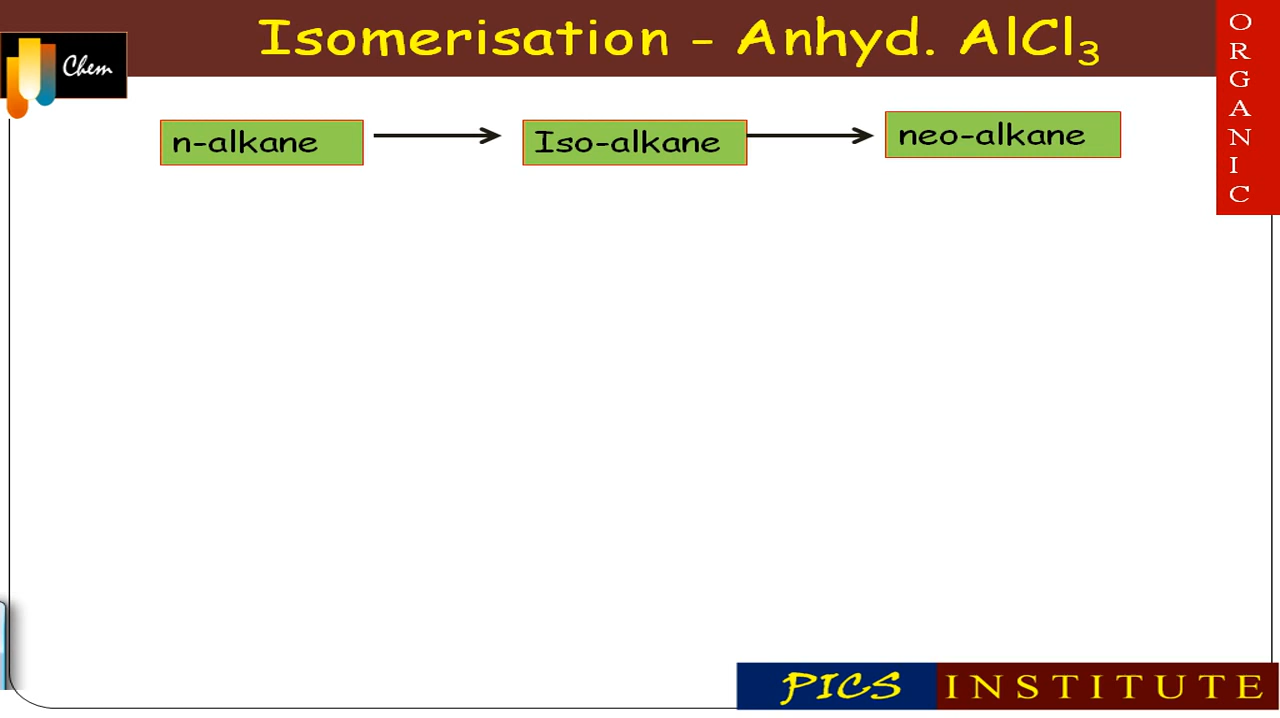 Isomerisation - Anhyd. AlCl₃
Chem
ORGANIC
n-alkane
Iso-alkane
neo-alkane
PICS INSTITUTE